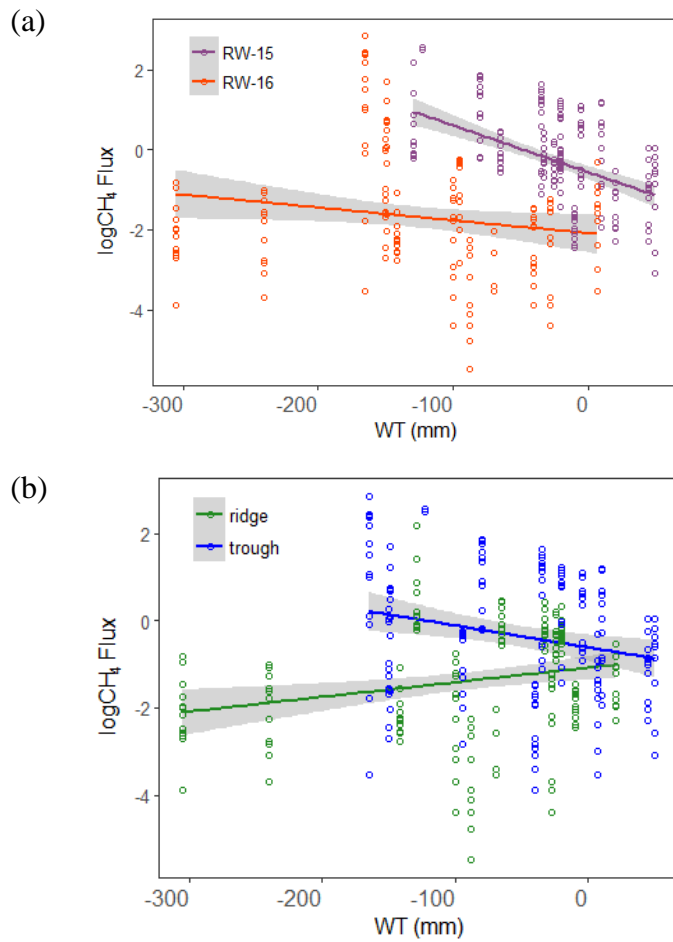 (a)
RW-15
RW-16
2
0
-2
-4
logCH₄ Flux
-300 -200 -100 0
WT (mm)
(b)
ridge
trough
2
0
-2
-4
logCH₄ Flux
-300 -200 -100 0
WT (mm)